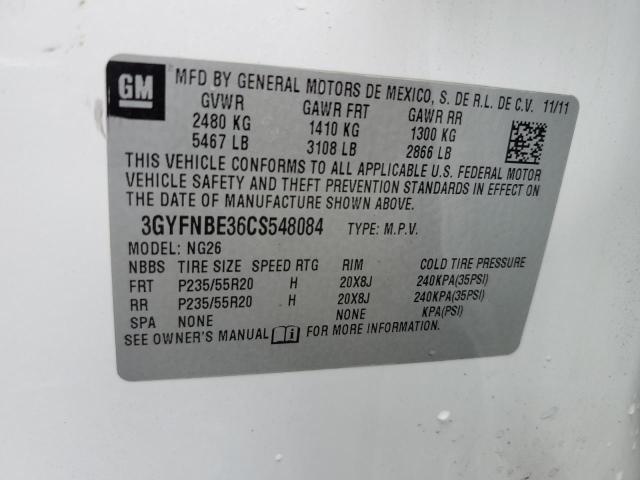 GM MFD BY GENERAL MOTORS DE MEXICO, S. DE R.L. DE C.V. 11/11
GVWR GAWR FRT GAWR RR
2480 KG 1410 KG 1300 KG
5467 LB 3108 LB 2866 LB
THIS VEHICLE CONFORMS TO ALL APPLICABLE U.S. FEDERAL MOTOR
VEHICLE SAFETY AND THEFT PREVENTION STANDARDS IN EFFECT ON
THE DATE OF MANUFACTURE SHOWN ABOVE.
3GYFNBE36CS548084 TYPE: M.P.V.
MODEL: NG26
NBBS TIRE SIZE SPEED RTG RIM COLD TIRE PRESSURE
FRT P235/55R20 H 20X8J 240KPA(35PSI)
RR P235/55R20 H 20X8J 240KPA(35PSI)
SPA NONE NONE KPA(PSI)
SEE OWNER'S MANUAL FOR MORE INFORMATION.